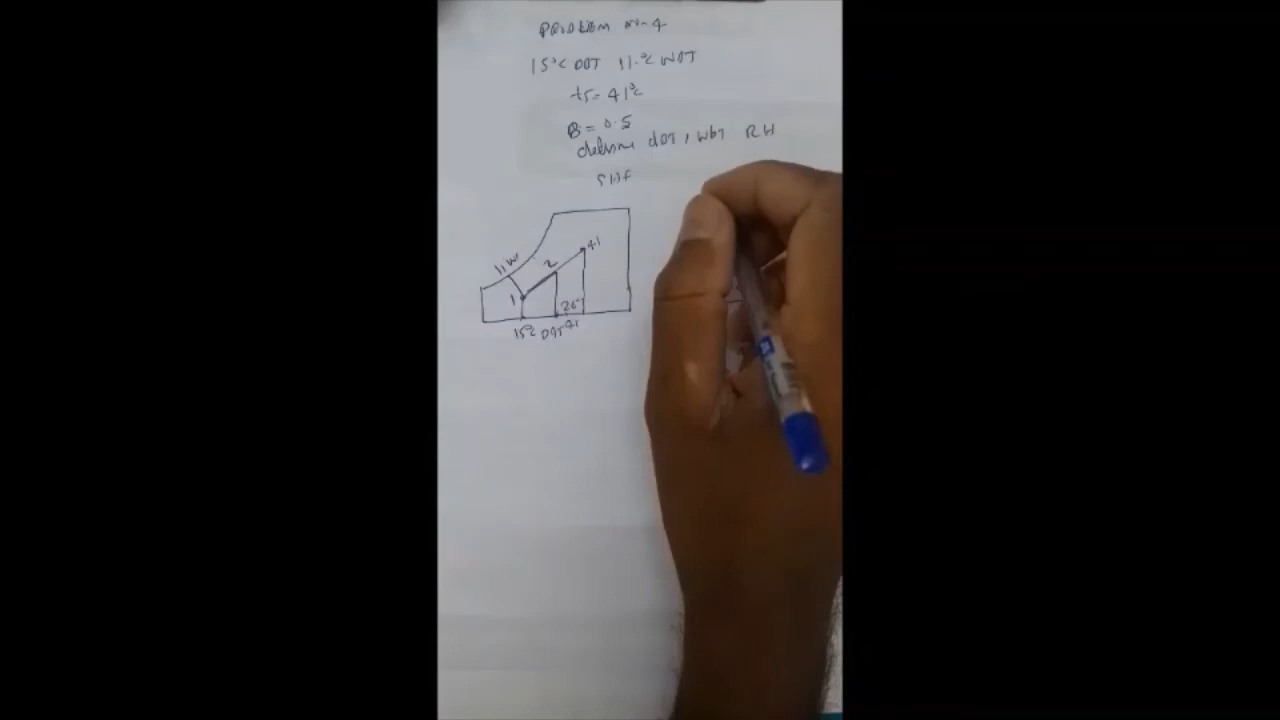 PROBLEM NO-4
15°C DBT 11°C WBT
ts = 41°C
B = 0.5
determine DBT, WBT RH
SHF
11 W
2
41
1
26
15°C DBT 41